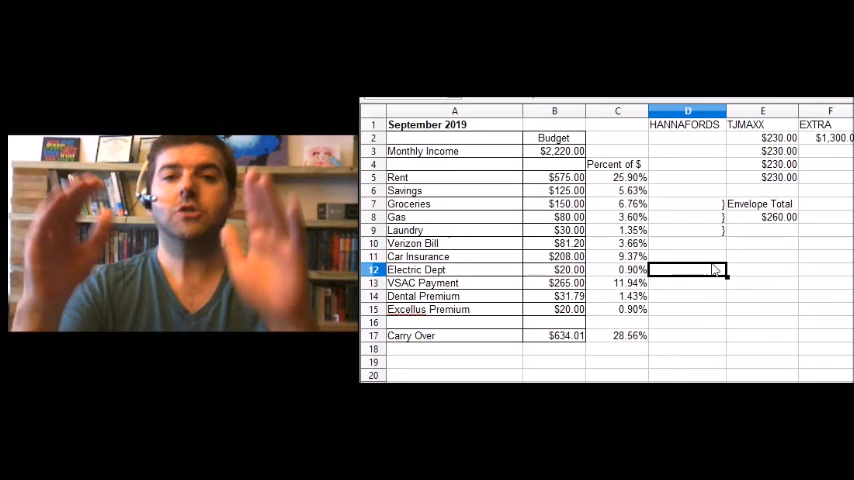 A B C D E F
1 September 2019 HANNAFORDS TJMAXX EXTRA
2 Budget $230.00 $1,300.0
3 Monthly Income $2,220.00 $230.00
4 Percent of $ $230.00
5 Rent $575.00 25.90% $230.00
6 Savings $125.00 5.63%
7 Groceries $150.00 6.76% } Envelope Total
8 Gas $80.00 3.60% } $260.00
9 Laundry $30.00 1.35% }
10 Verizon Bill $81.20 3.66%
11 Car Insurance $208.00 9.37%
12 Electric Dept $20.00 0.90%
13 VSAC Payment $265.00 11.94%
14 Dental Premium $31.79 1.43%
15 Excellus Premium $20.00 0.90%
16
17 Carry Over $634.01 28.56%
18
19
20
dream
trust